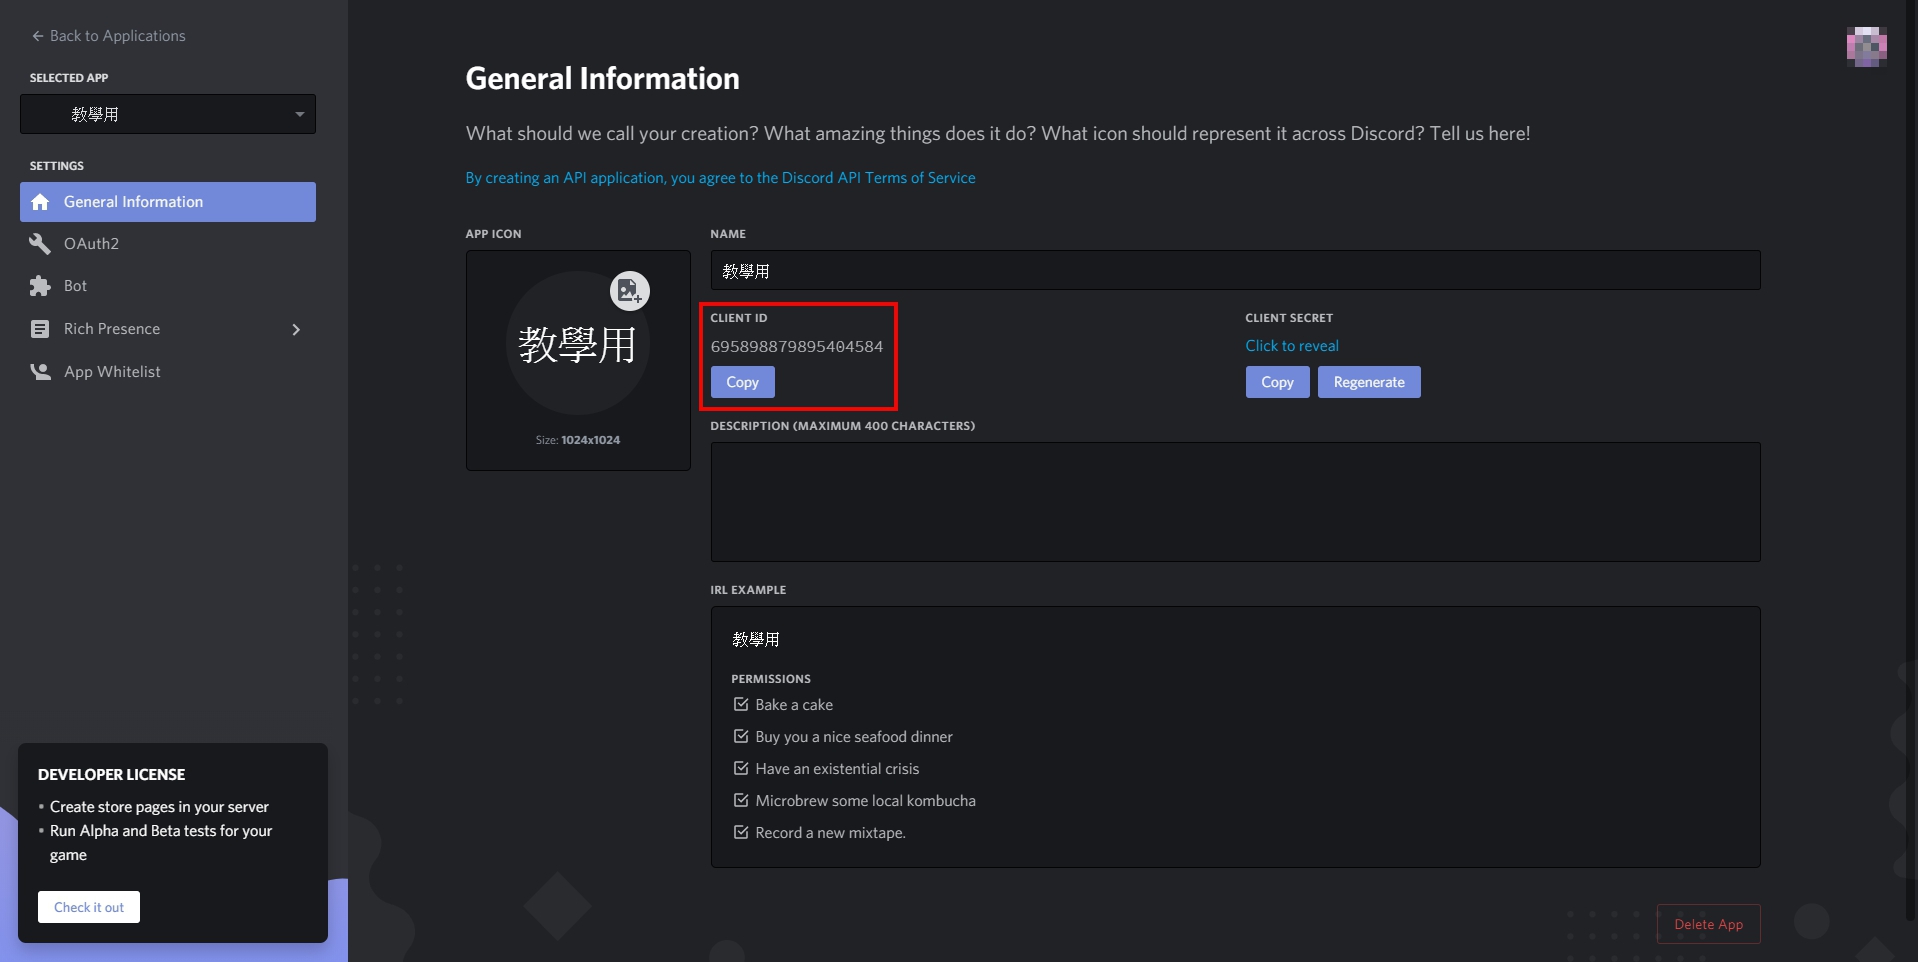 Back to Applications
SELECTED APP
教學用
SETTINGS
General Information
OAuth2
Bot
Rich Presence
App Whitelist
DEVELOPER LICENSE
• Create store pages in your server
• Run Alpha and Beta tests for your
game
Check it out
General Information
What should we call your creation? What amazing things does it do? What icon should represent it across Discord? Tell us here!
By creating an API application, you agree to the Discord API Terms of Service
APP ICON
教學用
Size: 1024x1024
NAME
教學用
CLIENT ID
695898879895404584
Copy
CLIENT SECRET
Click to reveal
Copy Regenerate
DESCRIPTION (MAXIMUM 400 CHARACTERS)
IRL EXAMPLE
教學用
PERMISSIONS
Bake a cake
Buy you a nice seafood dinner
Have an existential crisis
Microbrew some local kombucha
Record a new mixtape.
Delete App